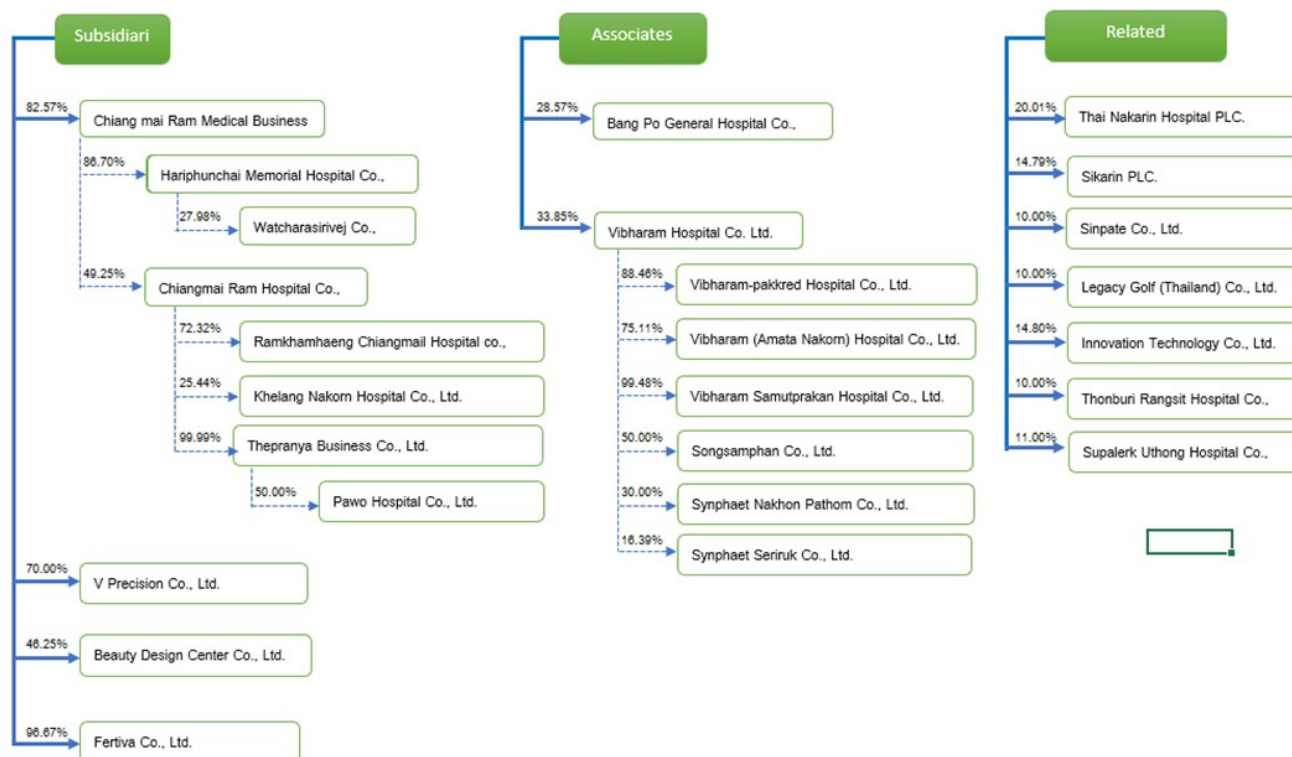 Subsidiari
82.57%
Chiang mai Ram Medical Business
86.70%
Hariphunchai Memorial Hospital Co.,
27.98%
Watcharasirivej Co.,
49.25%
Chiangmai Ram Hospital Co.,
72.32%
Ramkhamhaeng Chiangmail Hospital co.,
25.44%
Khelang Nakorn Hospital Co., Ltd.
99.99%
Thepranya Business Co., Ltd.
50.00%
Pawo Hospital Co., Ltd.
70.00%
V Precision Co., Ltd.
46.25%
Beauty Design Center Co., Ltd.
96.67%
Fertiva Co., Ltd.
Associates
28.57%
Bang Po General Hospital Co.,
33.85%
Vibharam Hospital Co. Ltd.
88.46%
Vibharam-pakkred Hospital Co., Ltd.
75.11%
Vibharam (Amata Nakorn) Hospital Co., Ltd.
99.48%
Vibharam Samutprakan Hospital Co., Ltd.
50.00%
Songsamphan Co., Ltd.
30.00%
Synphaet Nakhon Pathom Co., Ltd.
16.39%
Synphaet Seriruk Co., Ltd.
Related
20.01%
Thai Nakarin Hospital PLC.
14.79%
Sikarin PLC.
10.00%
Sinpate Co., Ltd.
10.00%
Legacy Golf (Thailand) Co., Ltd.
14.80%
Innovation Technology Co., Ltd.
10.00%
Thonburi Rangsit Hospital Co.,
11.00%
Supalerk Uthong Hospital Co.,